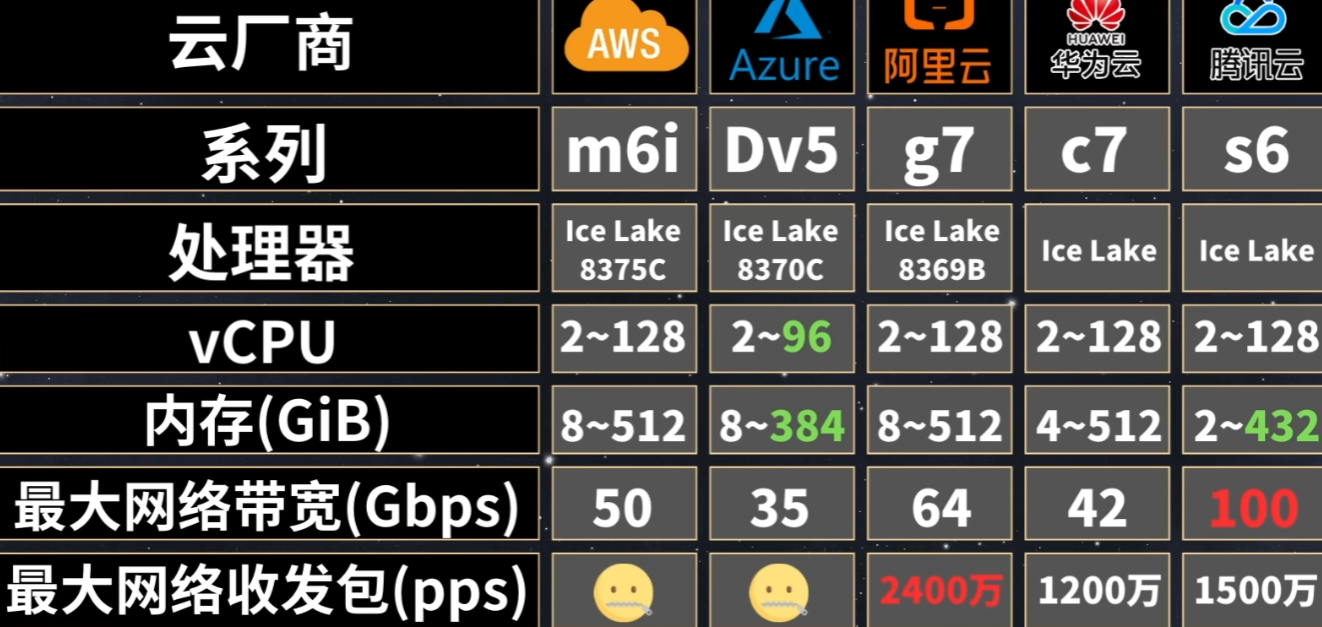 云厂商 AWS Azure 阿里云 HUAWEI 华为云 腾讯云
系列 m6i Dv5 g7 c7 s6
处理器 Ice Lake 8375C Ice Lake 8370C Ice Lake 8369B Ice Lake Ice Lake
vCPU 2~128 2~96 2~128 2~128 2~128
内存(GiB) 8~512 8~384 8~512 4~512 2~432
最大网络带宽(Gbps) 50 35 64 42 100
最大网络收发包(pps) 2400万 1200万 1500万